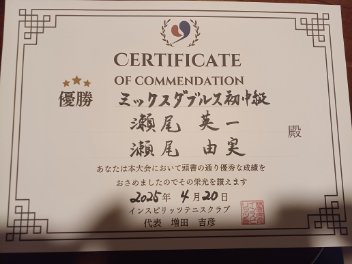 CERTIFICATE
OF COMMENDATION
優勝 ミックスダブルス初中級
瀬尾 英一
瀬尾 由実
殿
あなたは本大会において頭書の通り優秀な成績を
おさめましたのでその栄光を讃えます
2025年 4月20日
インスピリッツテニスクラブ
代表 増田 吉彦